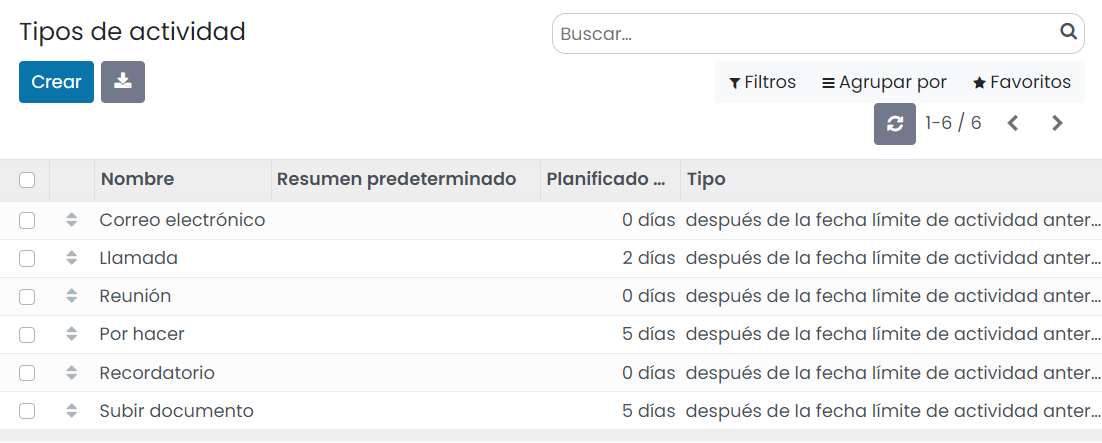 Tipos de actividad
Buscar...
Crear
Filtros Agrupar por Favoritos
1-6 / 6
Nombre Resumen predeterminado Planificado ... Tipo
Correo electrónico 0 días después de la fecha límite de actividad anter...
Llamada 2 días después de la fecha límite de actividad anter...
Reunión 0 días después de la fecha límite de actividad anter...
Por hacer 5 días después de la fecha límite de actividad anter...
Recordatorio 0 días después de la fecha límite de actividad anter...
Subir documento 5 días después de la fecha límite de actividad anter...